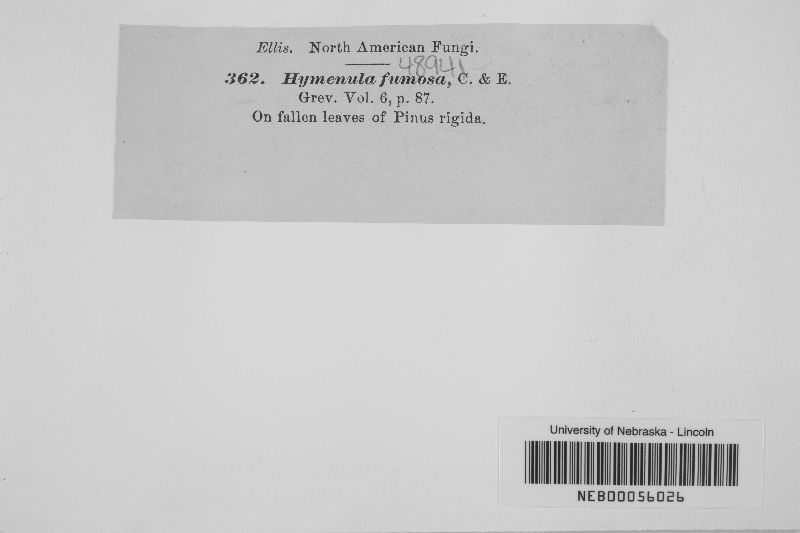 Ellis. North American Fungi.
48941
362. Hymenula fumosa, C. & E.
Grev. Vol. 6, p. 87.
On fallen leaves of Pinus rigida.
University of Nebraska - Lincoln
NEB00056026